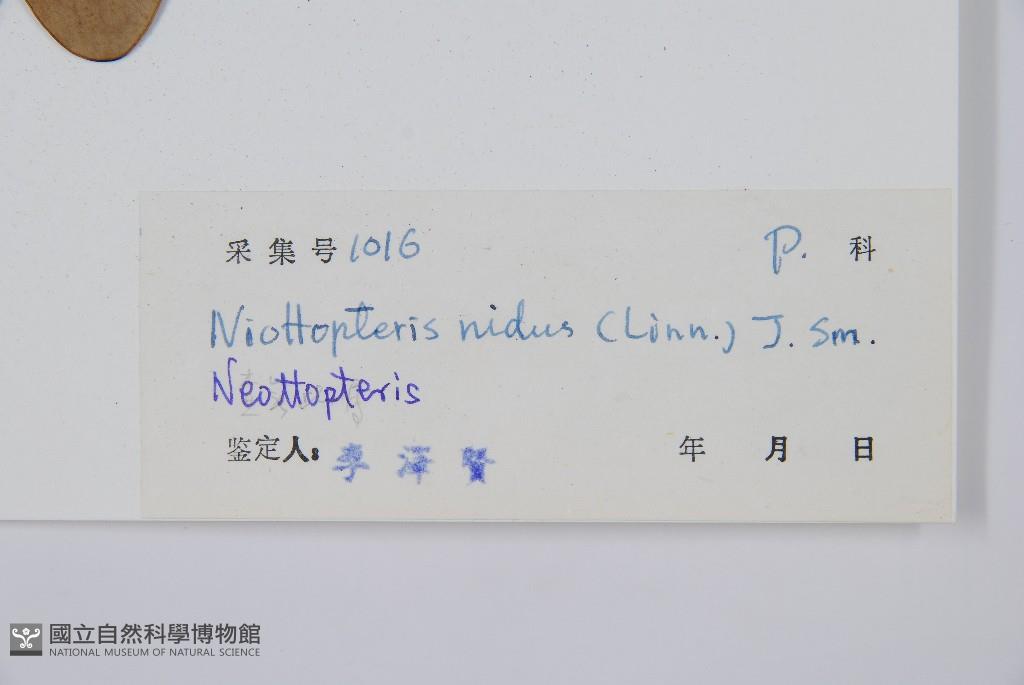 采集号 1016 P. 科
Niottopteris nidus (Linn.) J. Sm.
Neottopteris
鉴定人: 李泽贤 年 月 日
國立自然科學博物館
NATIONAL MUSEUM OF NATURAL SCIENCE